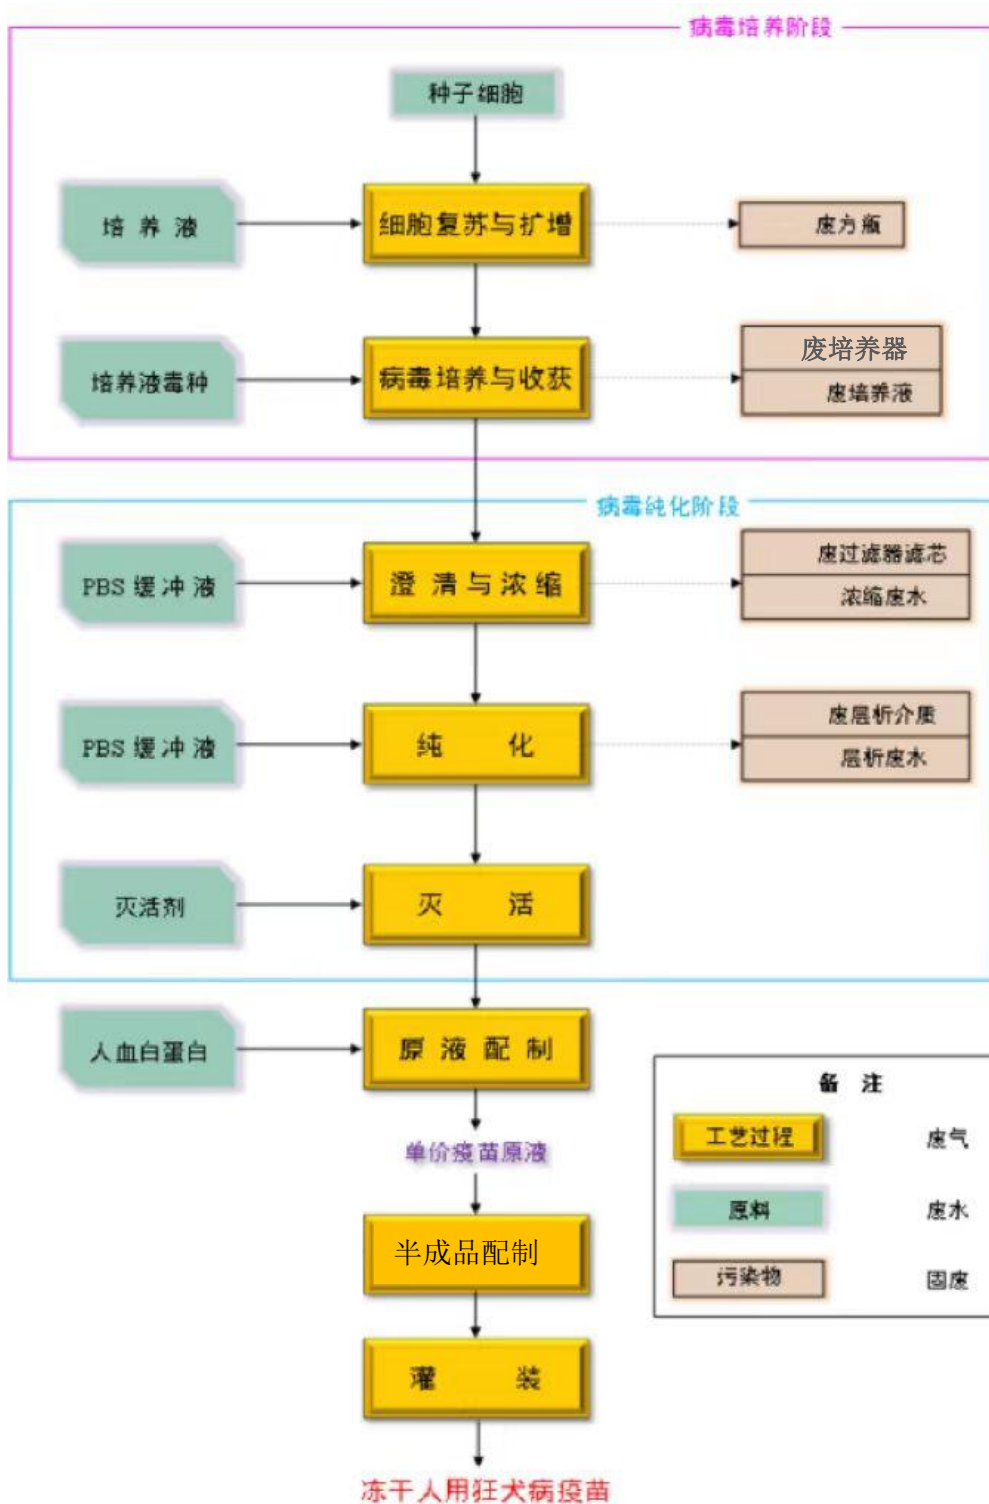 病毒培养阶段
种子细胞
培养液
细胞复苏与扩增
废方瓶
培养液毒种
病毒培养与收获
废培养器
废培养液
病毒纯化阶段
PBS缓冲液
澄清与浓缩
废过滤器滤芯
浓缩废水
PBS缓冲液
纯化
废层析介质
层析废水
灭活剂
灭活
人血白蛋白
原液配制
单价疫苗原液
半成品配制
灌装
冻干人用狂犬病疫苗
备注
工艺过程
废气
原料
废水
污染物
固废